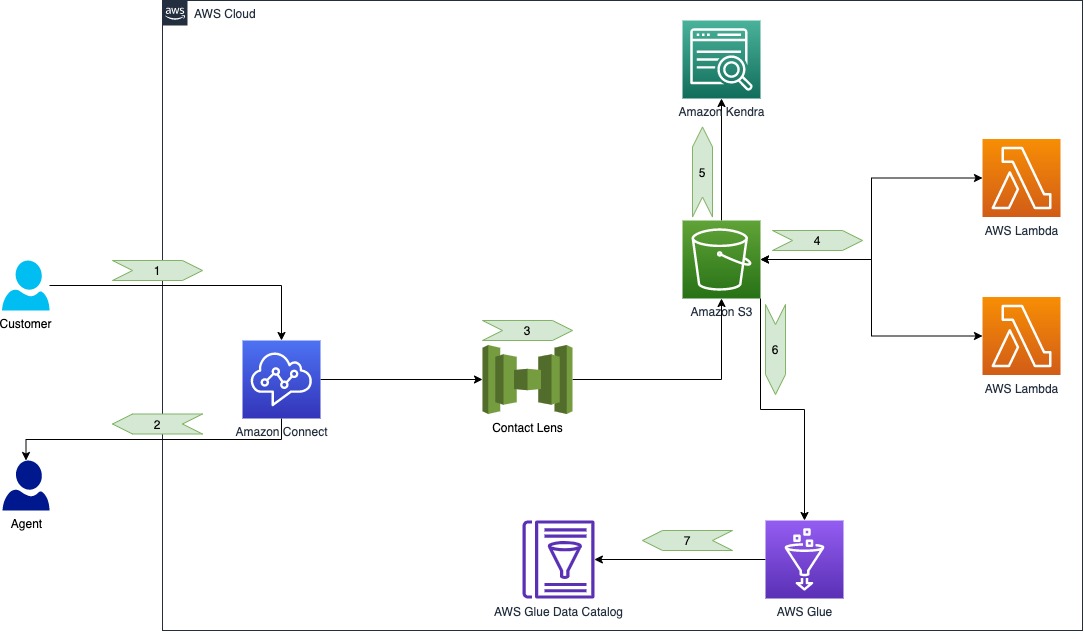 aws
AWS Cloud
Amazon Kendra
5
4
AWS Lambda
1
Customer
Amazon S3
3
6
AWS Lambda
2
Amazon Connect
Contact Lens
Agent
7
AWS Glue Data Catalog
AWS Glue